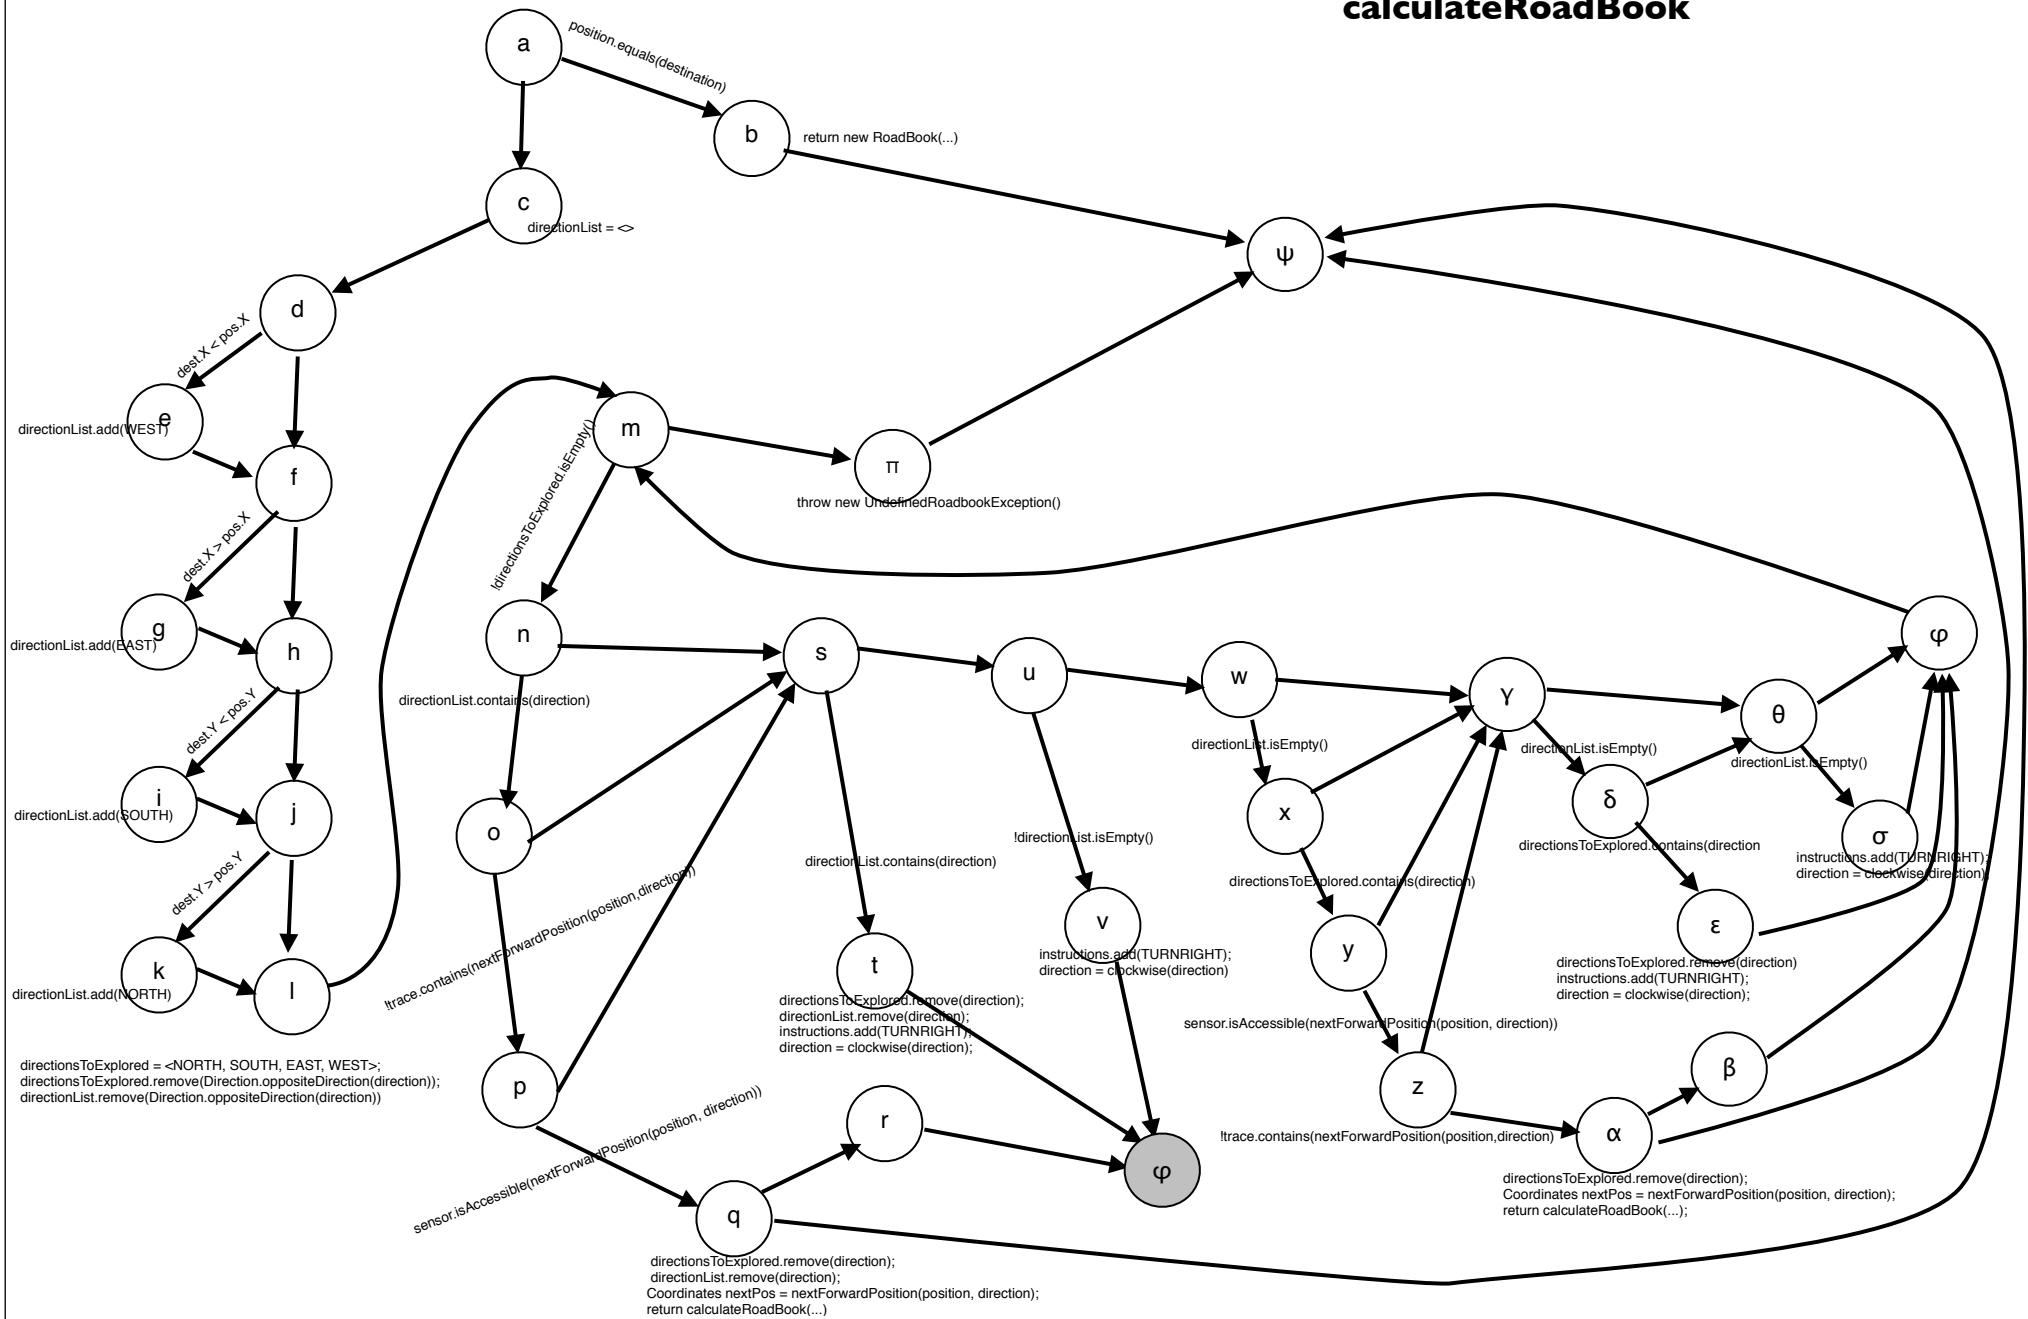 calculateRoadBook
a
position.equals(destination)
b
return new RoadBook(...)
c
directionList = <>
ψ
d
dest.X < pos.X
e
directionList.add(WEST)
m
π
throw new UndefinedRoadbookException()
!directionsToExplored.isEmpty()
f
dest.X > pos.X
g
directionList.add(EAST)
h
n
s
u
w
γ
θ
φ
directionList.contains(direction)
directionList.isEmpty()
directionList.isEmpty()
directionList.isEmpty()
dest.Y < pos.Y
i
directionList.add(SOUTH)
j
o
x
δ
σ
!directionList.isEmpty()
directionsToExplored.contains(direction
instructions.add(TURNRIGHT);
direction = clockwise(direction);
directionList.contains(direction)
directionsToExplored.contains(direction)
dest.Y > pos.Y
!trace.contains(nextForwardPosition(position,direction))
v
instructions.add(TURNRIGHT);
direction = clockwise(direction)
y
ε
directionsToExplored.remove(direction)
instructions.add(TURNRIGHT);
direction = clockwise(direction);
k
directionList.add(NORTH)
l
t
directionsToExplored.remove(direction);
directionList.remove(direction);
instructions.add(TURNRIGHT);
direction = clockwise(direction);
sensor.isAccessible(nextForwardPosition(position, direction))
directionsToExplored = <NORTH, SOUTH, EAST, WEST>;
directionsToExplored.remove(Direction.oppositeDirection(direction));
directionList.remove(Direction.oppositeDirection(direction))
p
z
β
r
!trace.contains(nextForwardPosition(position,direction)
α
sensor.isAccessible(nextForwardPosition(position, direction))
φ
directionsToExplored.remove(direction);
Coordinates nextPos = nextForwardPosition(position, direction);
return calculateRoadBook(...);
q
directionsToExplored.remove(direction);
directionList.remove(direction);
Coordinates nextPos = nextForwardPosition(position, direction);
return calculateRoadBook(...)